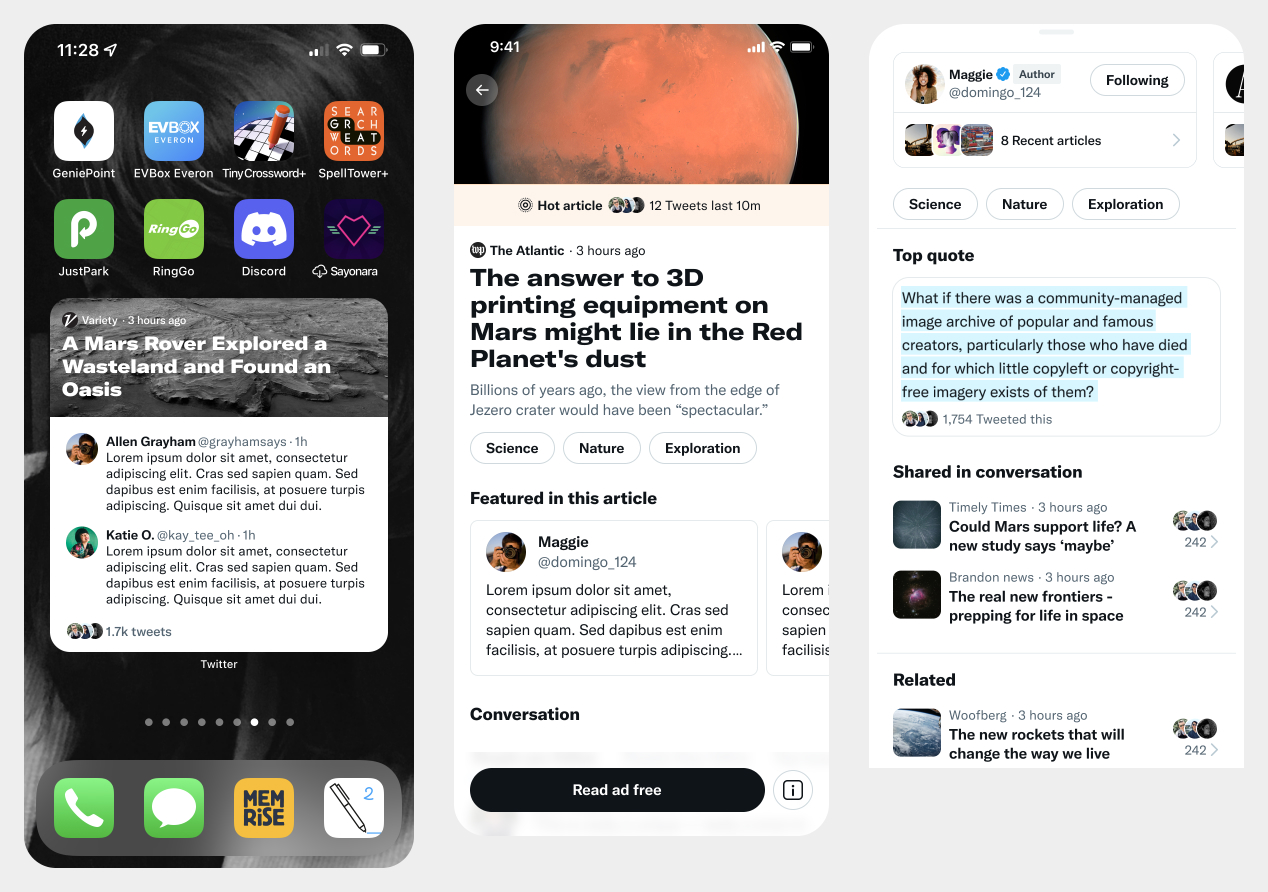 11:28
EVBOX
EVERON
SEAR
GRCH
WEAT
ORDS
GeniePoint
EVBox Everon
TinyCrossword+
SpellTower+
RingGo
JustPark
RingGo
Discord
Sayonara
Variety · 3 hours ago
A Mars Rover Explored a
Wasteland and Found an
Oasis
Allen Grayham @grayhamsays · 1h
Lorem ipsum dolor sit amet, consectetur
adipiscing elit. Cras sed sapien quam. Sed
dapibus est enim facilisis, at posuere turpis
adipiscing. Quisque sit amet dui dui.
Katie O. @kay_tee_oh · 1h
Lorem ipsum dolor sit amet, consectetur
adipiscing elit. Cras sed sapien quam. Sed
dapibus est enim facilisis, at posuere turpis
adipiscing. Quisque sit amet dui dui.
1.7k tweets
Twitter
MEM
RiSE
2
9:41
Hot article 12 Tweets last 10m
The Atlantic · 3 hours ago
The answer to 3D
printing equipment on
Mars might lie in the Red
Planet's dust
Billions of years ago, the view from the edge of
Jezero crater would have been “spectacular.”
Science
Nature
Exploration
Featured in this article
Maggie
@domingo_124
Lorem ipsum dolor sit amet,
consectetur adipiscing elit. Cras sed
sapien quam. Sed dapibus est enim
facilisis, at posuere turpis adipiscing....
Lorem
consec
sapien
facilisis
Conversation
Read ad free
Maggie Author
@domingo_124
Following
8 Recent articles
Science
Nature
Exploration
Top quote
What if there was a community-managed
image archive of popular and famous
creators, particularly those who have died
and for which little copyleft or copyright-
free imagery exists of them?
1,754 Tweeted this
Shared in conversation
Timely Times · 3 hours ago
Could Mars support life? A
new study says ‘maybe’
242
Brandon news · 3 hours ago
The real new frontiers -
prepping for life in space
242
Related
Woofberg · 3 hours ago
The new rockets that will
change the way we live
242